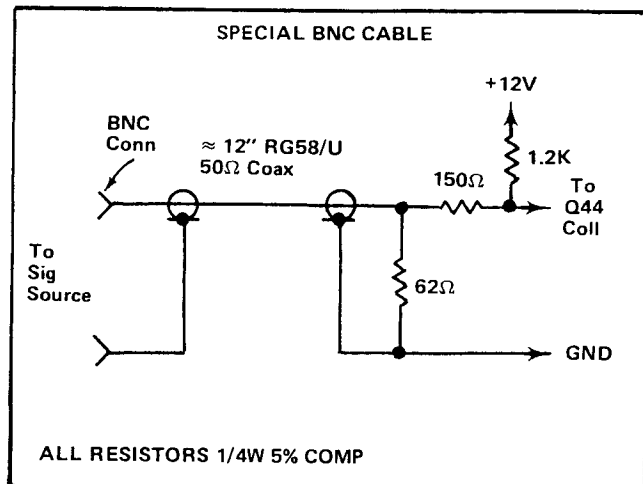 SPECIAL BNC CABLE
+12V
BNC
Conn
≈ 12" RG58/U
50Ω Coax
1.2K
150Ω
To
Q44
Coll
To
Sig
Source
62Ω
GND
ALL RESISTORS 1/4W 5% COMP